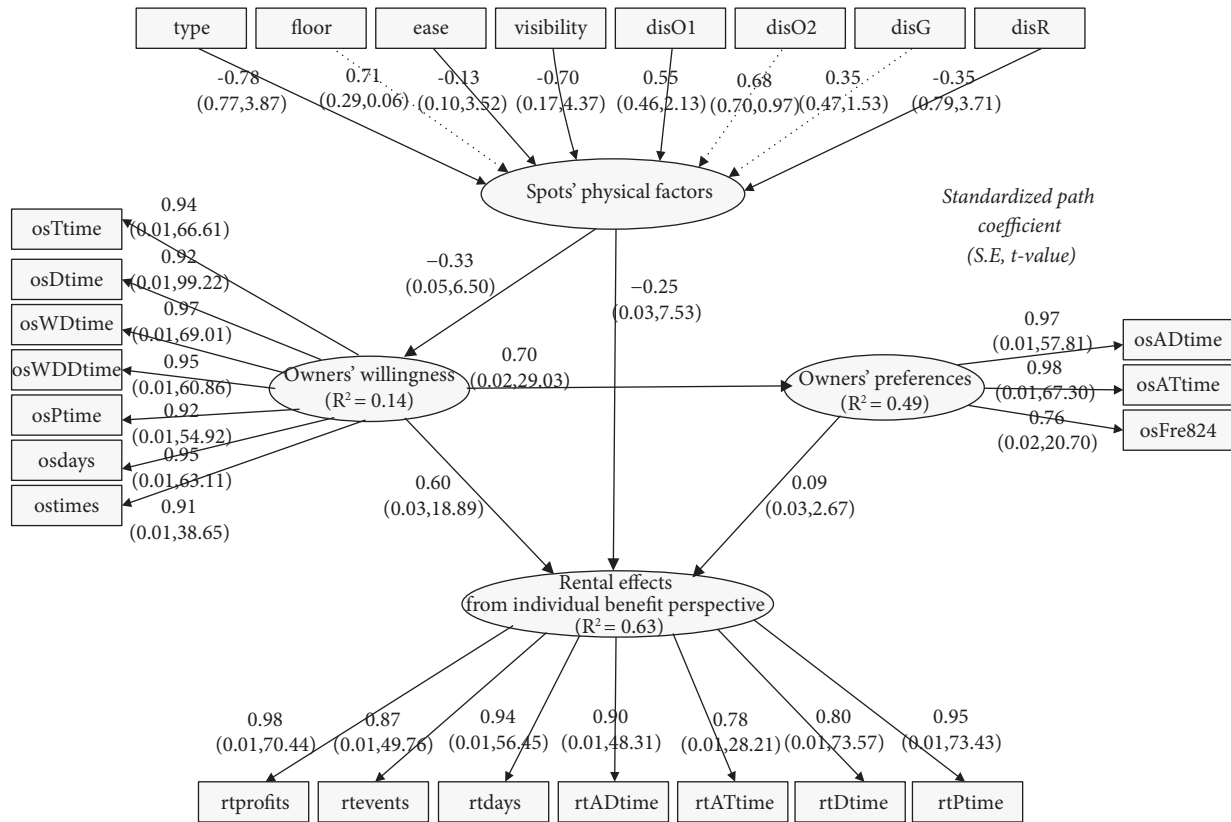 type
floor
ease
visibility
disO1
disO2
disG
disR
-0.78
(0.77,3.87)
0.71
(0.29,0.06)
-0.13
(0.10,3.52)
-0.70
(0.17,4.37)
0.55
(0.46,2.13)
0.68
(0.70,0.97)
0.35
(0.47,1.53)
-0.35
(0.79,3.71)
Spots' physical factors
Standardized path
coefficient
(S.E, t-value)
−0.33
(0.05,6.50)
−0.25
(0.03,7.53)
osTtime
osDtime
osWDtime
osWDDtime
osPtime
osdays
ostimes
0.94
(0.01,66.61)
0.92
(0.01,99.22)
0.97
(0.01,69.01)
0.95
(0.01,60.86)
0.92
(0.01,54.92)
0.95
(0.01,63.11)
0.91
(0.01,38.65)
Owners' willingness
(R² = 0.14)
0.70
(0.02,29.03)
Owners' preferences
(R² = 0.49)
0.97
(0.01,57.81)
0.98
(0.01,67.30)
0.76
(0.02,20.70)
osADtime
osATtime
osFre824
0.60
(0.03,18.89)
0.09
(0.03,2.67)
Rental effects
from individual benefit perspective
(R² = 0.63)
0.98
(0.01,70.44)
0.87
(0.01,49.76)
0.94
(0.01,56.45)
0.90
(0.01,48.31)
0.78
(0.01,28.21)
0.80
(0.01,73.57)
0.95
(0.01,73.43)
rtprofits
rtevents
rtdays
rtADtime
rtATtime
rtDtime
rtPtime